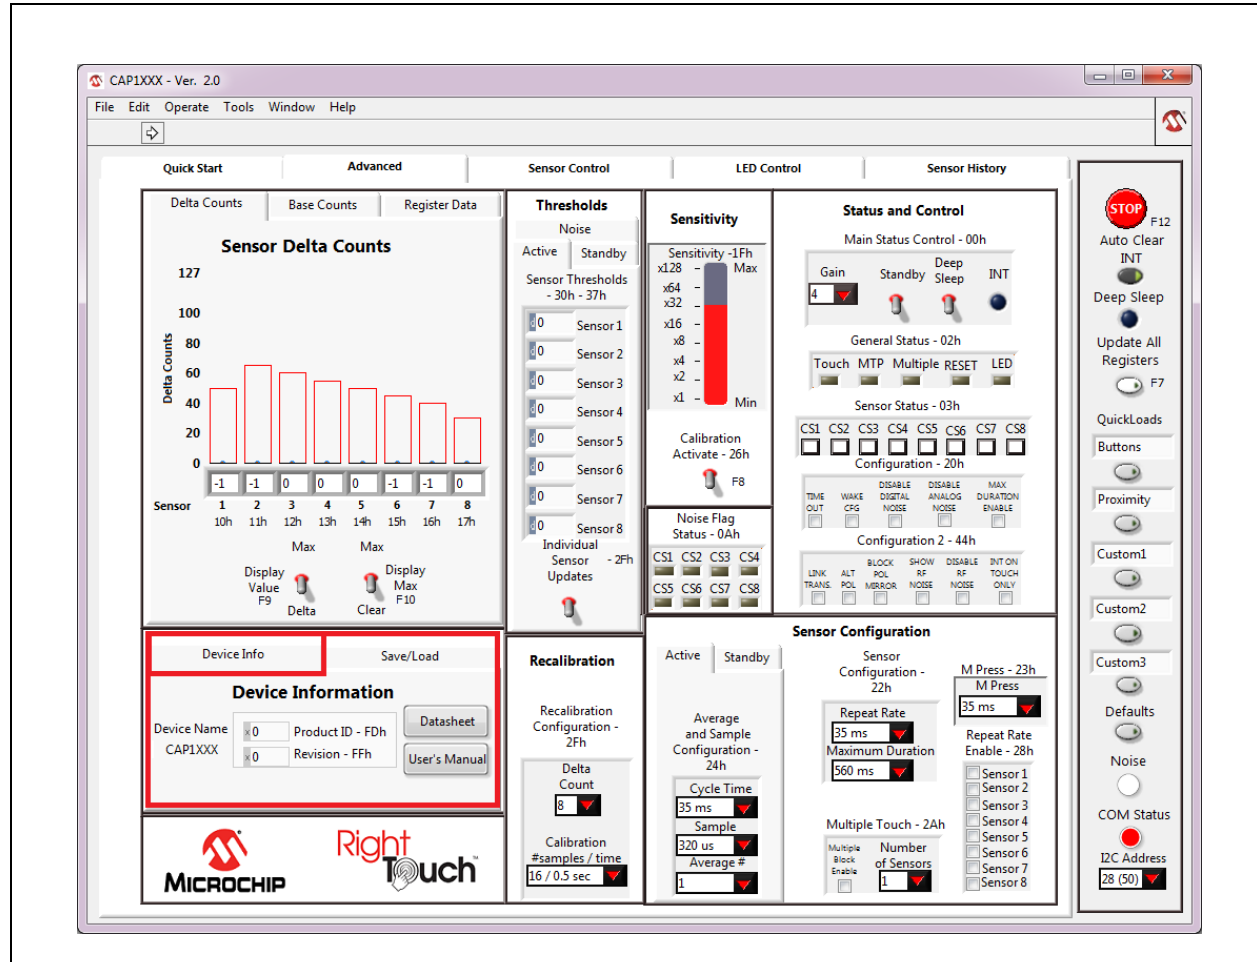 CAP1XXX - Ver. 2.0
File Edit Operate Tools Window Help
Quick Start Advanced Sensor Control LED Control Sensor History
Delta Counts Base Counts Register Data
Sensor Delta Counts
127
100
80
60
40
20
0
Delta Counts
-1 -1 0 0 0 -1 -1 0
Sensor 1 2 3 4 5 6 7 8
10h 11h 12h 13h 14h 15h 16h 17h
Max Max
Display
Value
F9
Delta
Display
Max
F10
Clear
Thresholds
Noise
Active Standby
Sensor Thresholds
- 30h - 37h
0 Sensor 1
0 Sensor 2
0 Sensor 3
0 Sensor 4
0 Sensor 5
0 Sensor 6
0 Sensor 7
0 Sensor 8
Individual
Sensor - 2Fh
Updates
Sensitivity
Sensitivity -1Fh
x128 Max
x64
x32
x16
x8
x4
x2
x1 Min
Calibration
Activate - 26h
F8
Noise Flag
Status - 0Ah
CS1 CS2 CS3 CS4
CS5 CS6 CS7 CS8
Status and Control
Main Status Control - 00h
Gain Standby Deep Sleep INT
4
General Status - 02h
Touch MTP Multiple RESET LED
Sensor Status - 03h
CS1 CS2 CS3 CS4 CS5 CS6 CS7 CS8
Configuration - 20h
TIME OUT
WAKE CFG
DISABLE DIGITAL NOISE
DISABLE ANALOG NOISE
MAX DURATION ENABLE
Configuration 2 - 44h
LINK TRANS.
ALT POL
BLOCK POL MIRROR
SHOW RF NOISE
DISABLE RF NOISE
INT ON TOUCH ONLY
Device Info Save/Load
Device Information
Device Name
CAP1XXX
x 0 Product ID - FDh
x 0 Revision - FFh
Datasheet
User's Manual
MICROCHIP
Right
Touch™
Recalibration
Recalibration
Configuration -
2Fh
Delta
Count
8
Calibration
#samples / time
16 / 0.5 sec
Sensor Configuration
Active Standby
Average
and Sample
Configuration -
24h
Cycle Time
35 ms
Sample
320 us
Average #
1
Sensor
Configuration -
22h
Repeat Rate
35 ms
Maximum Duration
560 ms
Multiple Touch - 2Ah
Multiple
Block
Enable
Number
of Sensors
1
M Press - 23h
M Press
35 ms
Repeat Rate
Enable - 28h
Sensor 1
Sensor 2
Sensor 3
Sensor 4
Sensor 5
Sensor 6
Sensor 7
Sensor 8
STOP
F12
Auto Clear
INT
Deep Sleep
Update All
Registers
F7
QuickLoads
Buttons
Proximity
Custom1
Custom2
Custom3
Defaults
Noise
COM Status
I2C Address
28 (50)